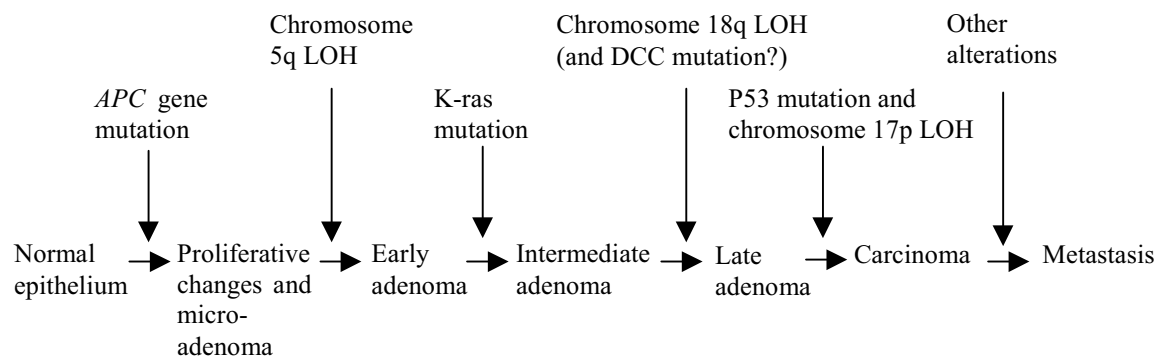 Chromosome
5q LOH
Chromosome 18q LOH
(and DCC mutation?)
Other
alterations
APC gene
mutation
K-ras
mutation
P53 mutation and
chromosome 17p LOH
Normal
epithelium
Proliferative
changes and
micro-
adenoma
Early
adenoma
Intermediate
adenoma
Late
adenoma
Carcinoma
Metastasis